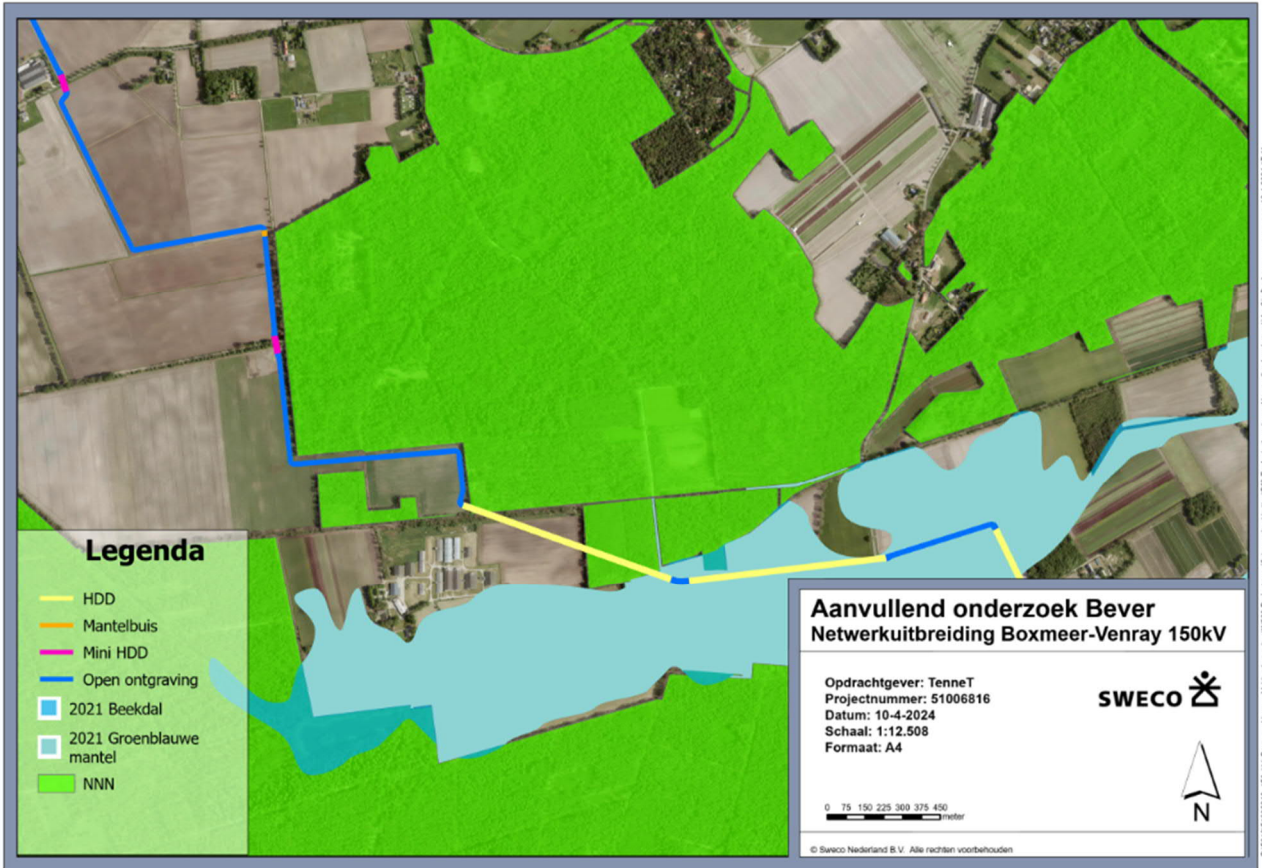 Legenda
HDD
Mantelbuis
Mini HDD
Open ontgraving
2021 Beekdal
2021 Groenblauwe
mantel
NNN
Aanvullend onderzoek Bever
Netwerkuitbreiding Boxmeer-Venray 150kV
Opdrachtgever: TenneT
Projectnummer: 51006816
Datum: 10-4-2024
Schaal: 1:12.508
Formaat: A4
SWECO
N
0 75 150 225 300 375 450
meter
© Sweco Nederland B.V. Alle rechten voorbehouden